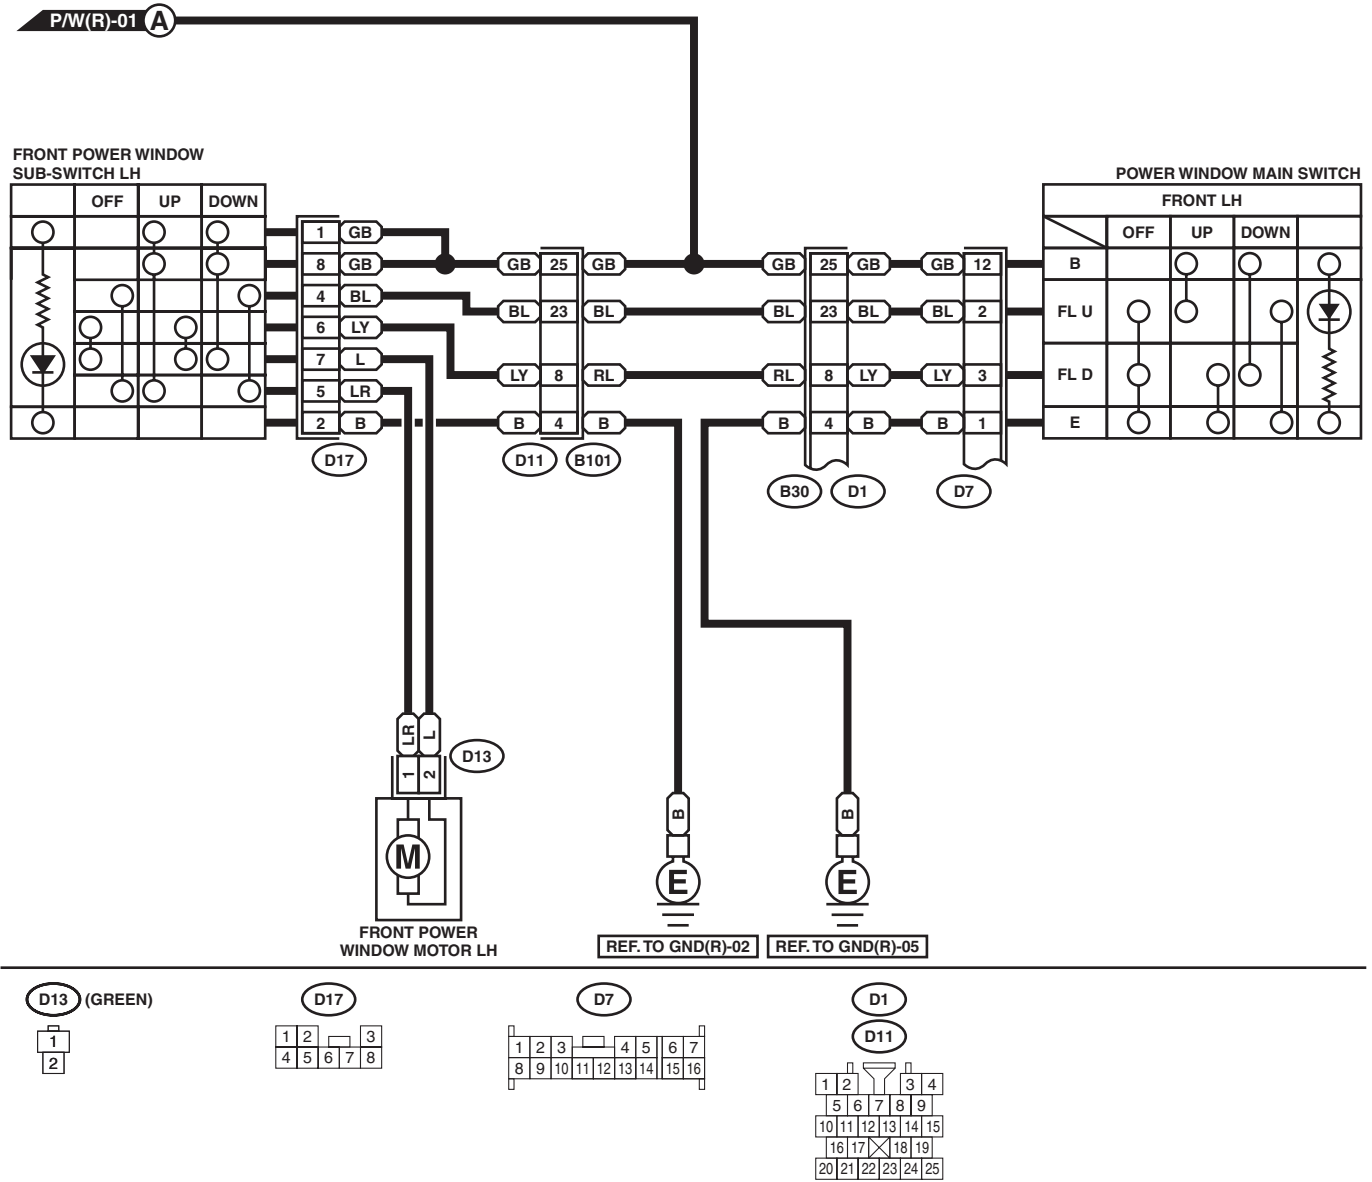 P/W(R)-01 A
FRONT POWER WINDOW
SUB-SWITCH LH
OFF UP DOWN
POWER WINDOW MAIN SWITCH
FRONT LH
OFF UP DOWN
1 GB
8 GB GB 25 GB GB 25 GB GB 12 B
4 BL BL 23 BL BL 23 BL BL 2 FL U
6 LY
7 L
LY 8 RL RL 8 LY LY 3 FL D
5 LR
2 B B 4 B B 4 B B 1 E
D17 D11 B101
B30 D1 D7
LR L
1 2
D13
M
FRONT POWER
WINDOW MOTOR LH
B B
E E
REF. TO GND(R)-02 REF. TO GND(R)-05
D13 (GREEN)
1
2
D17
1 2 3
4 5 6 7 8
D7
1 2 3 4 5 6 7
8 9 10 11 12 13 14 15 16
D1
D11
1 2 3 4
5 6 7 8 9
10 11 12 13 14 15
16 17 18 19
20 21 22 23 24 25